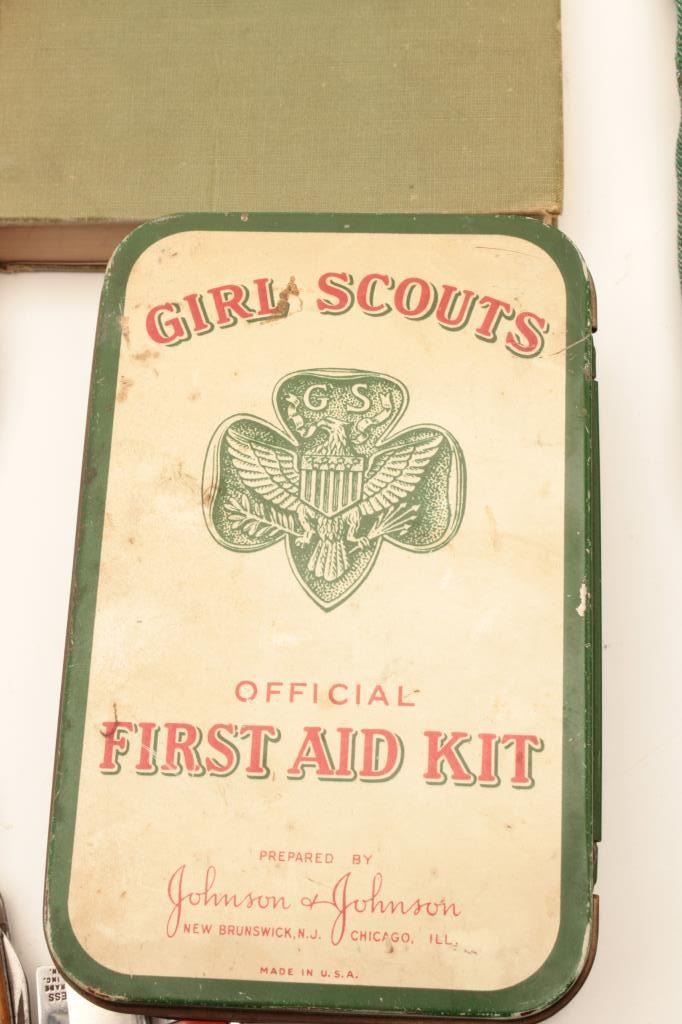 GIRL SCOUTS
G S
OFFICIAL
FIRST AID KIT
PREPARED BY
Johnson & Johnson
NEW BRUNSWICK, N.J. CHICAGO, ILL.
MADE IN U.S.A.